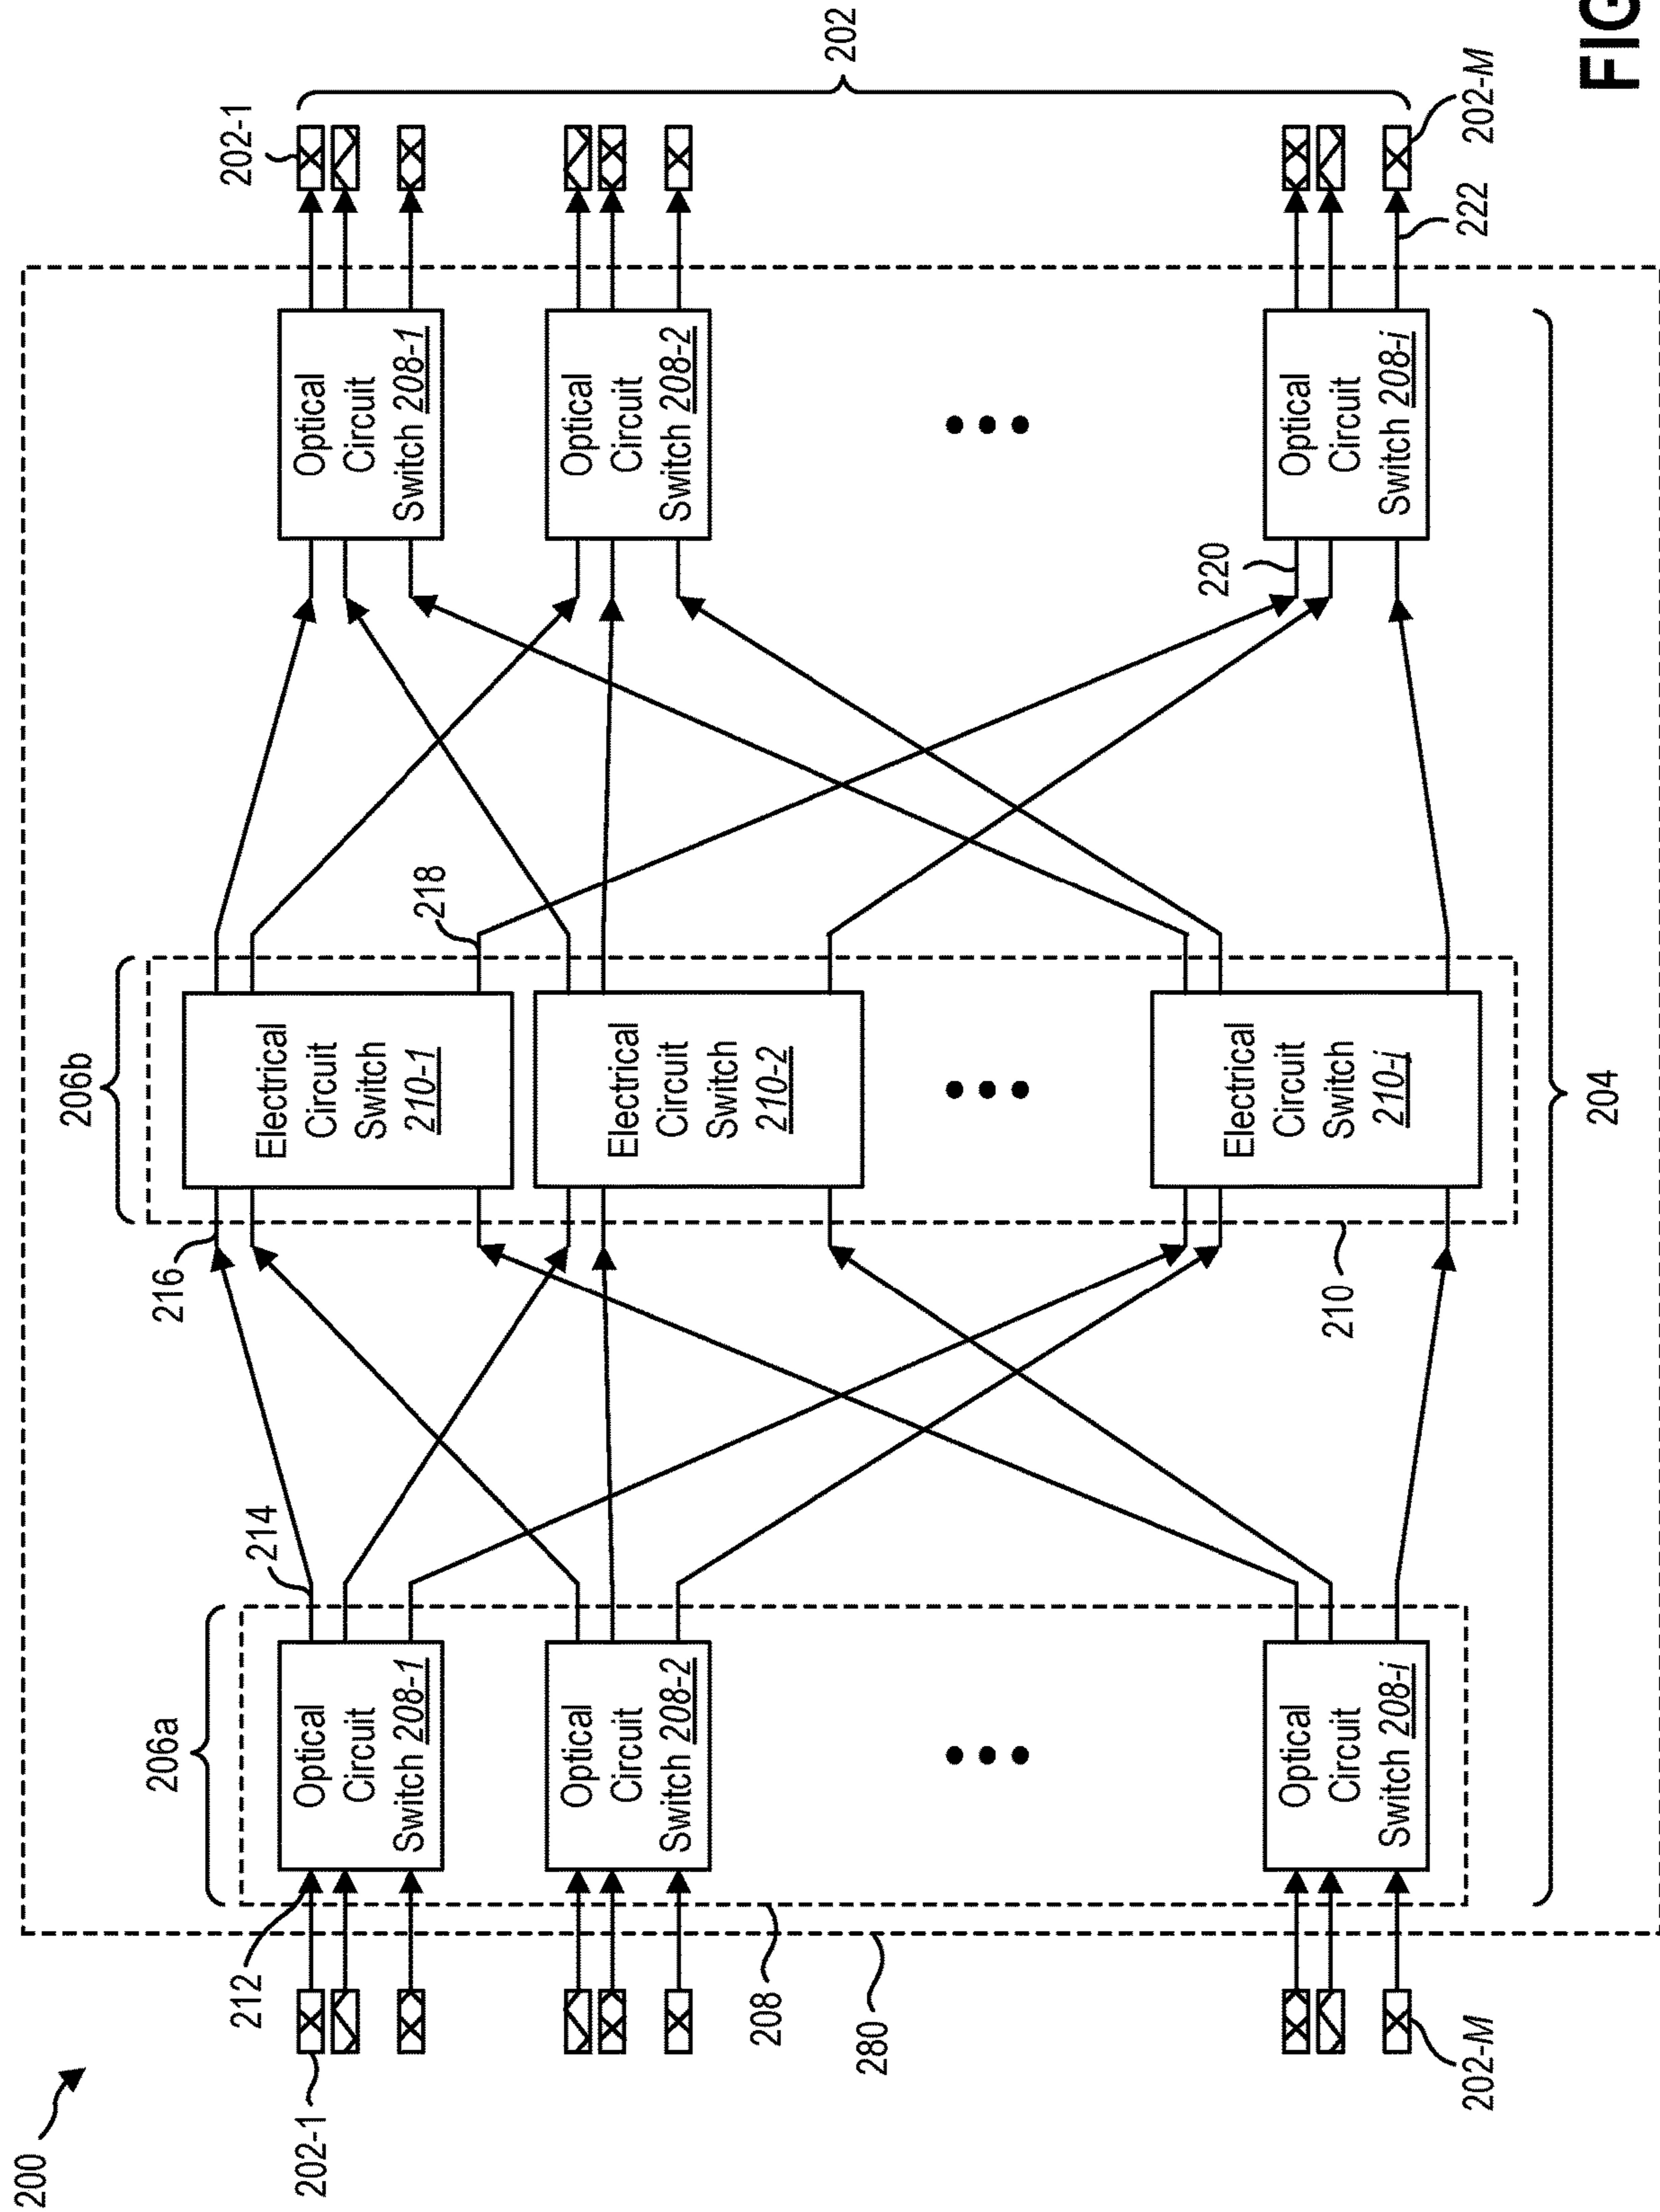 200
202-1
202-M
212
208
280
206a
Optical
Circuit
Switch 208-1
Optical
Circuit
Switch 208-2
Optical
Circuit
Switch 208-i
214
216
210
206b
Electrical
Circuit
Switch
210-1
Electrical
Circuit
Switch
210-2
Electrical
Circuit
Switch
210-j
218
220
Optical
Circuit
Switch 208-1
Optical
Circuit
Switch 208-2
Optical
Circuit
Switch 208-i
204
222
202-1
202-M
202
FIG